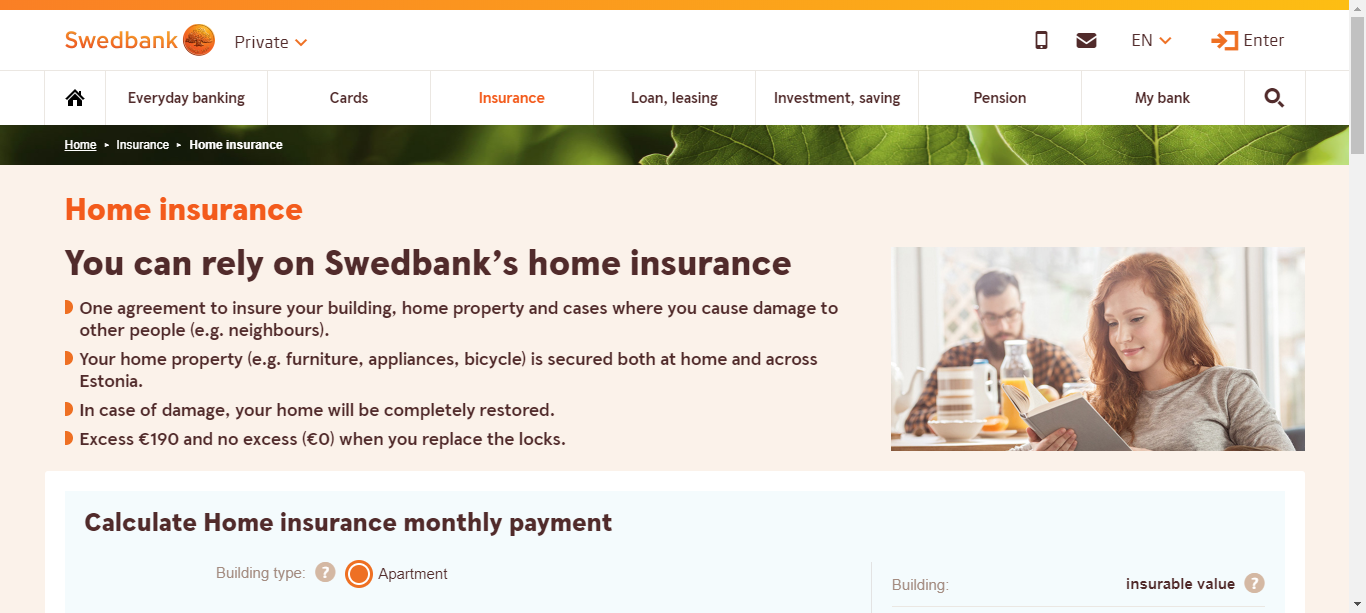 Swedbank Private EN Enter
Everyday banking Cards Insurance Loan, leasing Investment, saving Pension My bank
Home ▸ Insurance ▸ Home insurance
Home insurance
You can rely on Swedbank’s home insurance
One agreement to insure your building, home property and cases where you cause damage to
other people (e.g. neighbours).
Your home property (e.g. furniture, appliances, bicycle) is secured both at home and across
Estonia.
In case of damage, your home will be completely restored.
Excess €190 and no excess (€0) when you replace the locks.
Calculate Home insurance monthly payment
Building type: ? Apartment
Building: insurable value ?